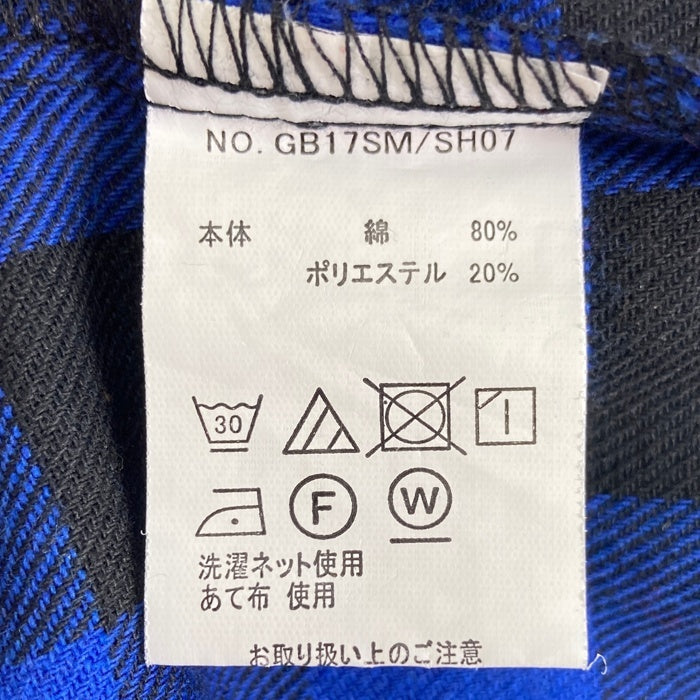 NO. GB17SM/SH07
本体 綿 80%
ポリエステル 20%
30
F W
洗濯ネット使用
あて布 使用
お取り扱い上のご注意